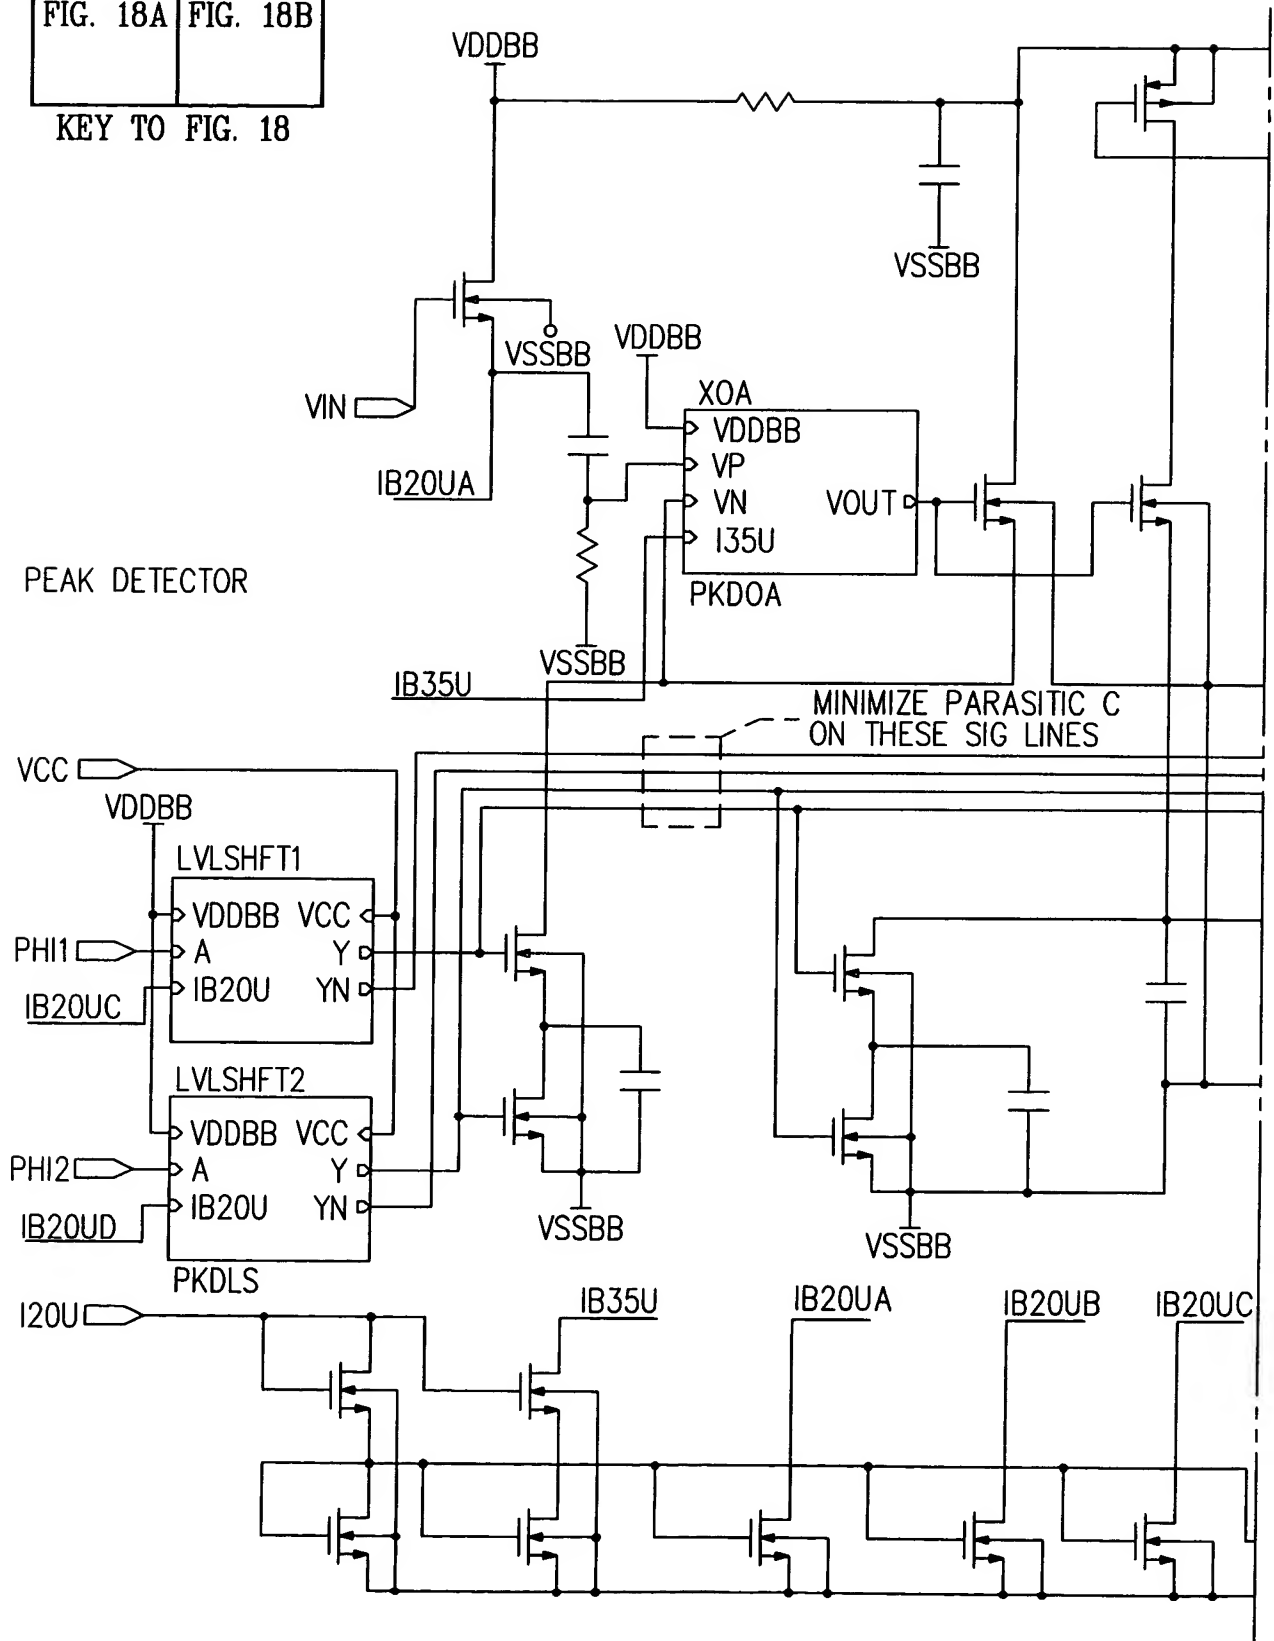 FIG. 18A FIG. 18B
KEY TO FIG. 18
VDDBB
VSSBB
VSSBB
VDDBB
VIN
XOA
VDDBB
VP
VN
I35U
VOUT
IB20UA
PKDOA
PEAK DETECTOR
VSSBB
IB35U
MINIMIZE PARASITIC C
ON THESE SIG LINES
VCC
VDDBB
LVLSHFT1
VDDBB VCC
PHI1
A Y
IB20U YN
IB20UC
LVLSHFT2
VDDBB VCC
PHI2
A Y
IB20U YN
IB20UD
VSSBB
VSSBB
PKDLS
I20U
IB35U
IB20UA
IB20UB
IB20UC